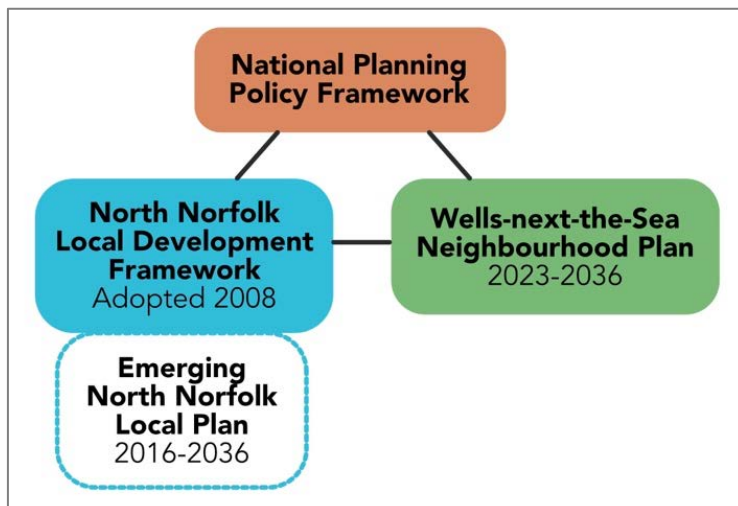 National Planning
Policy Framework
North Norfolk
Local Development
Framework
Adopted 2008
Wells-next-the-Sea
Neighbourhood Plan
2023-2036
Emerging
North Norfolk
Local Plan
2016-2036